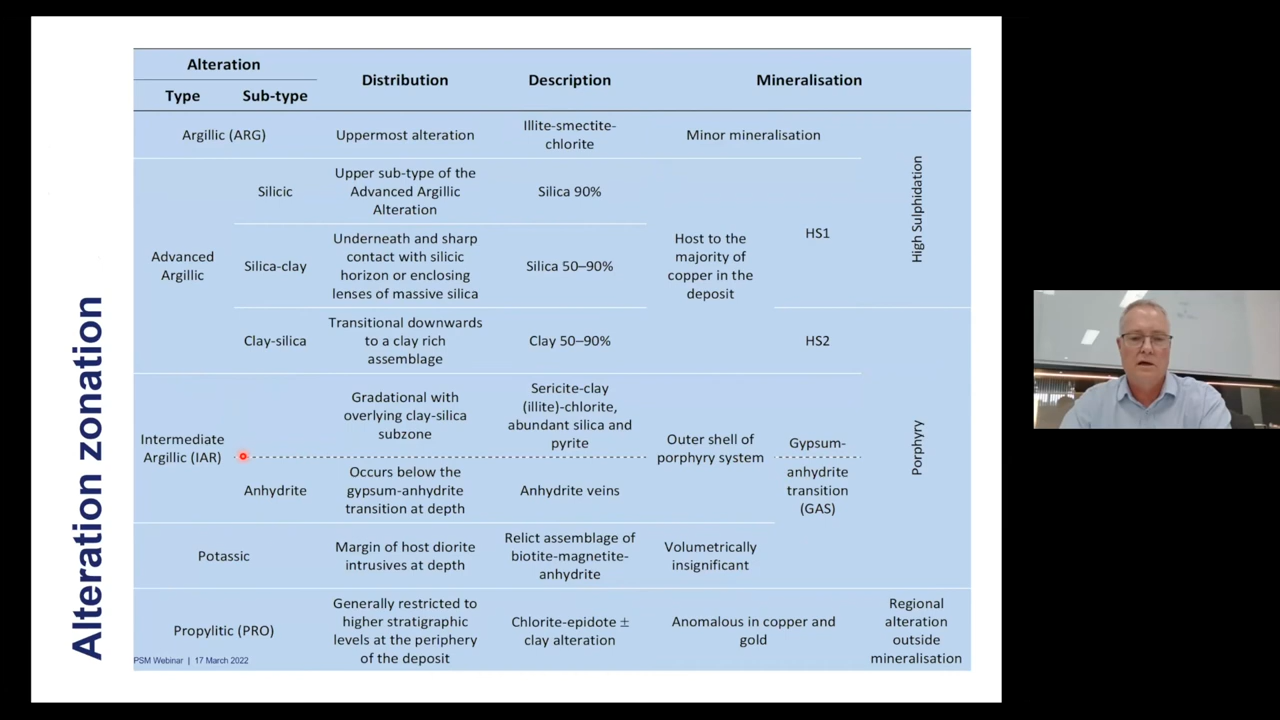 Alteration zonation
Alteration
Type
Sub-type
Distribution
Description
Mineralisation
Argillic (ARG)
Uppermost alteration
Illite-smectite-
chlorite
Minor mineralisation
High Sulphidation
Advanced
Argillic
Silicic
Upper sub-type of the
Advanced Argillic
Alteration
Silica 90%
Host to the
majority of
copper in the
deposit
HS1
Silica-clay
Underneath and sharp
contact with silicic
horizon or enclosing
lenses of massive silica
Silica 50–90%
Clay-silica
Transitional downwards
to a clay rich
assemblage
Clay 50–90%
HS2
Porphyry
Intermediate
Argillic (IAR)
Gradational with
overlying clay-silica
subzone
Sericite-clay
(illite)-chlorite,
abundant silica and
pyrite
Outer shell of
porphyry system
Gypsum-
anhydrite
transition
(GAS)
Anhydrite
Occurs below the
gypsum-anhydrite
transition at depth
Anhydrite veins
Potassic
Margin of host diorite
intrusives at depth
Relict assemblage of
biotite-magnetite-
anhydrite
Volumetrically
insignificant
Propylitic (PRO)
Generally restricted to
higher stratigraphic
levels at the periphery
of the deposit
Chlorite-epidote ±
clay alteration
Anomalous in copper and
gold
Regional
alteration
outside
mineralisation
PSM Webinar | 17 March 2022